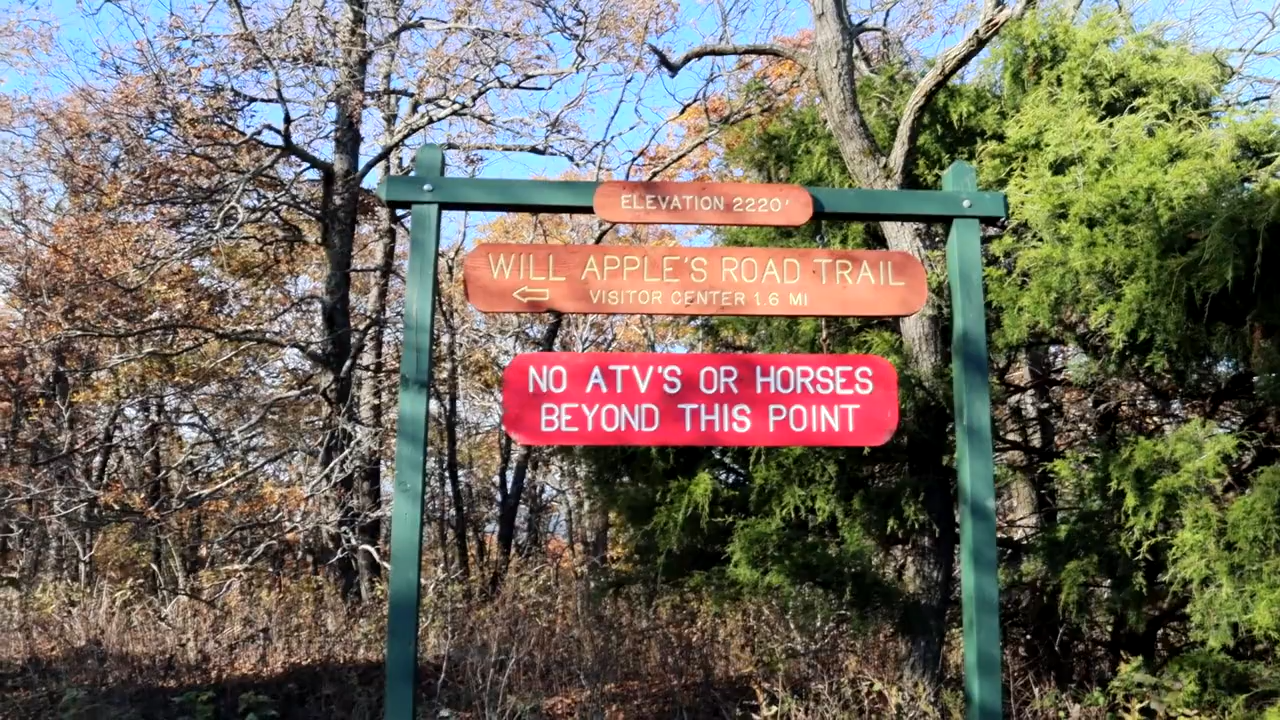 ELEVATION 2220'
WILL APPLE'S ROAD TRAIL
VISITOR CENTER 1.6 MI
NO ATV'S OR HORSES
BEYOND THIS POINT